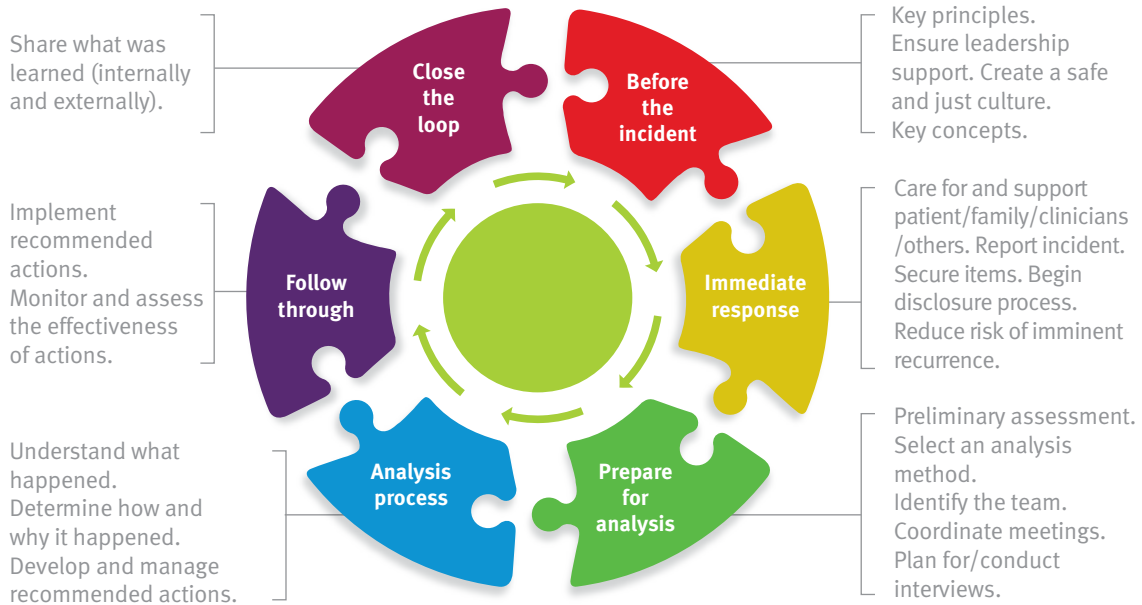 Close
the
loop
Share what was
learned (internally
and externally).
Before
the
incident
Key principles.
Ensure leadership
support. Create a safe
and just culture.
Key concepts.
Immediate
response
Care for and support
patient/family/clinicians
/others. Report incident.
Secure items. Begin
disclosure process.
Reduce risk of imminent
recurrence.
Prepare
for
analysis
Preliminary assessment.
Select an analysis
method.
Identify the team.
Coordinate meetings.
Plan for/conduct
interviews.
Analysis
process
Understand what
happened.
Determine how and
why it happened.
Develop and manage
recommended actions.
Follow
through
Implement
recommended
actions.
Monitor and assess
the effectiveness
of actions.